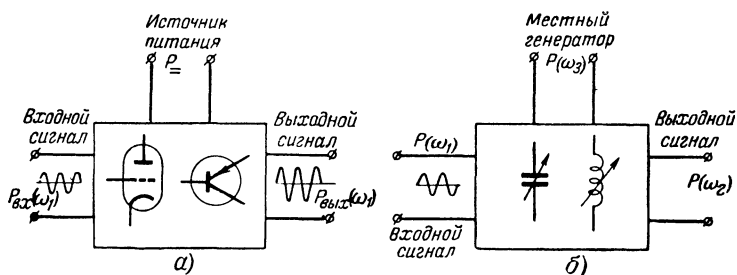 Источник
питания
P=
Входной
сигнал
Выходной
сигнал
Pвх(ω1)
Pвых(ω1)
а)
Местный
генератор
P(ω3)
P(ω1)
Выходной
сигнал
P(ω2)
Входной
сигнал
б)